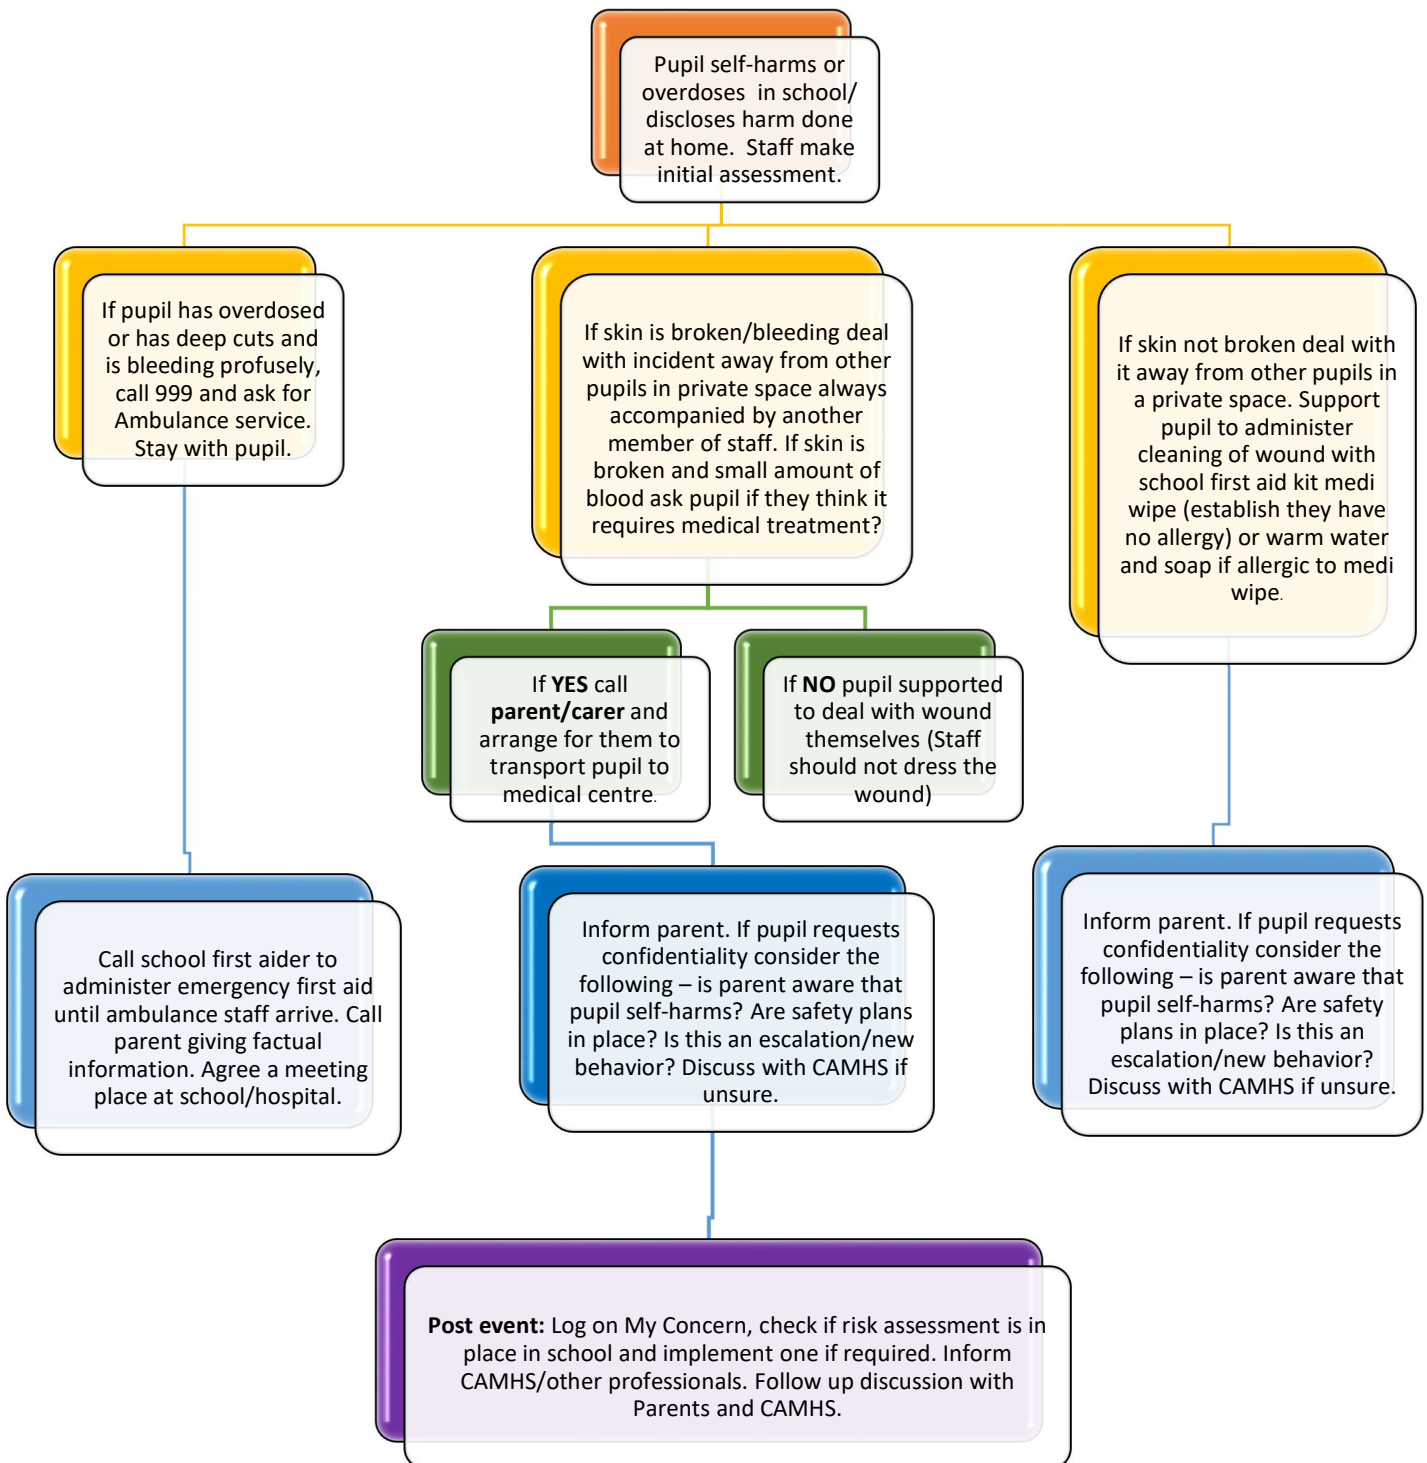 Pupil self-harms or
overdoses  in school/
discloses harm done
at home.  Staff make
initial assessment.
If pupil has overdosed
or has deep cuts and
is bleeding profusely,
call 999 and ask for
Ambulance service.
Stay with pupil.
If skin is broken/bleeding deal
with incident away from other
pupils in private space always
accompanied by another
member of staff. If skin is
broken and small amount of
blood ask pupil if they think it
requires medical treatment?
If skin not broken deal with
it away from other pupils in
a private space. Support
pupil to administer
cleaning of wound with
school first aid kit medi
wipe (establish they have
no allergy) or warm water
and soap if allergic to medi
wipe.
If YES call
parent/carer and
arrange for them to
transport pupil to
medical centre.
If NO pupil supported
to deal with wound
themselves (Staff
should not dress the
wound)
Call school first aider to
administer emergency first aid
until ambulance staff arrive. Call
parent giving factual
information. Agree a meeting
place at school/hospital.
Inform parent. If pupil requests
confidentiality consider the
following – is parent aware that
pupil self-harms? Are safety plans
in place? Is this an escalation/new
behavior? Discuss with CAMHS if
unsure.
Inform parent. If pupil requests
confidentiality consider the
following – is parent aware that
pupil self-harms? Are safety
plans in place? Is this an
escalation/new behavior?
Discuss with CAMHS if unsure.
Post event: Log on My Concern, check if risk assessment is in
place in school and implement one if required. Inform
CAMHS/other professionals. Follow up discussion with
Parents and CAMHS.